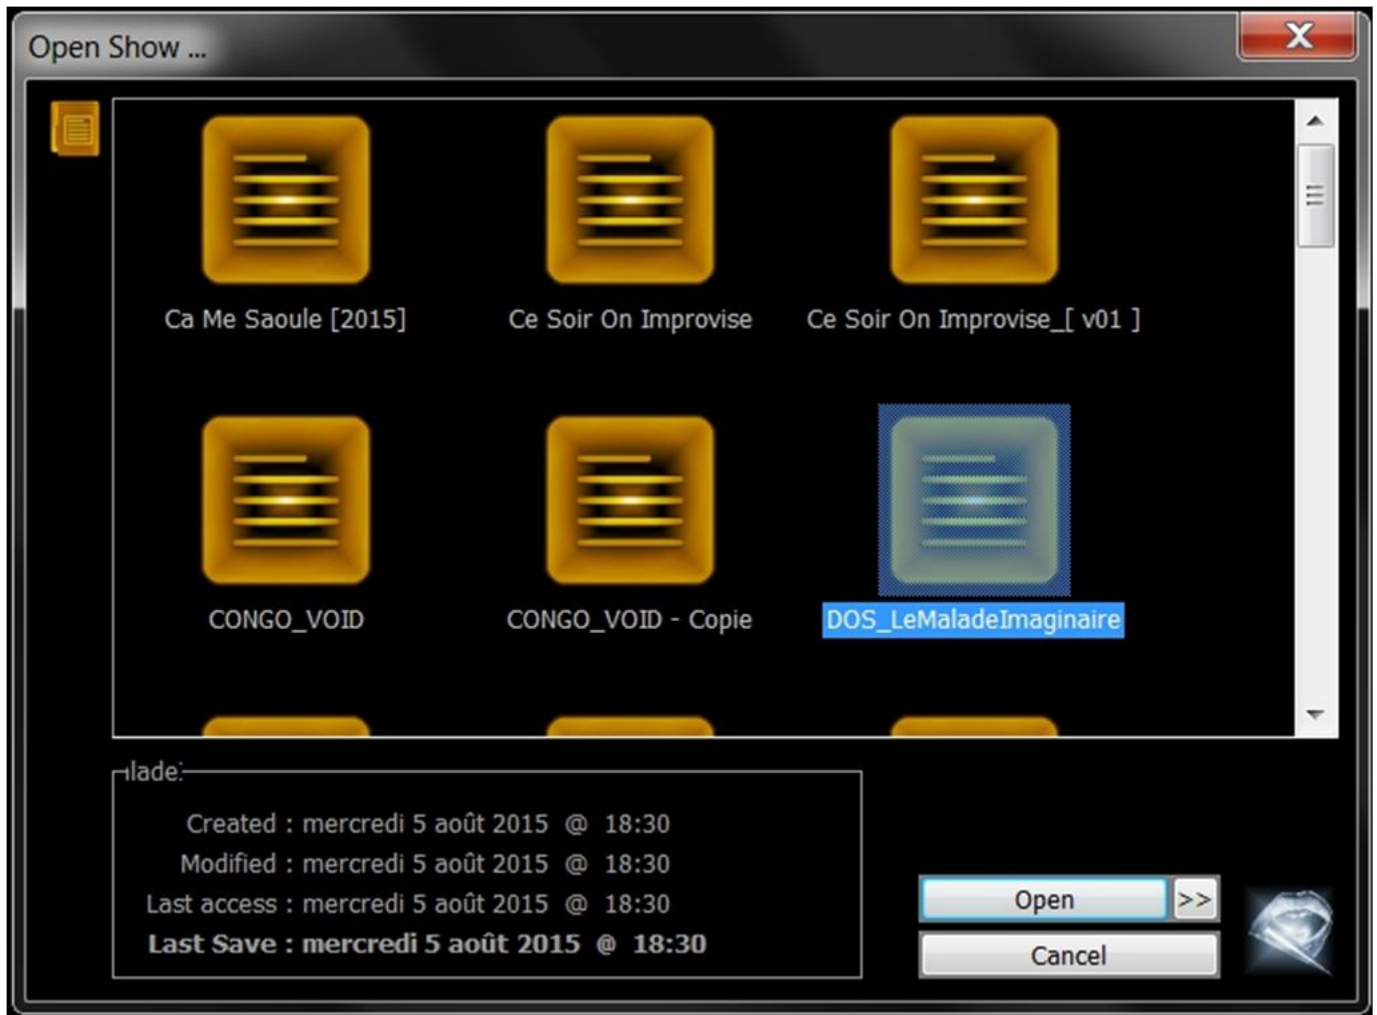 Open Show ...
Ca Me Saoule [2015]
Ce Soir On Improvise
Ce Soir On Improvise_[ v01 ]
CONGO_VOID
CONGO_VOID - Copie
DOS_LeMaladeImaginaire
Created : mercredi 5 août 2015 @ 18:30
Modified : mercredi 5 août 2015 @ 18:30
Last access : mercredi 5 août 2015 @ 18:30
Last Save : mercredi 5 août 2015 @ 18:30
Open
>>
Cancel